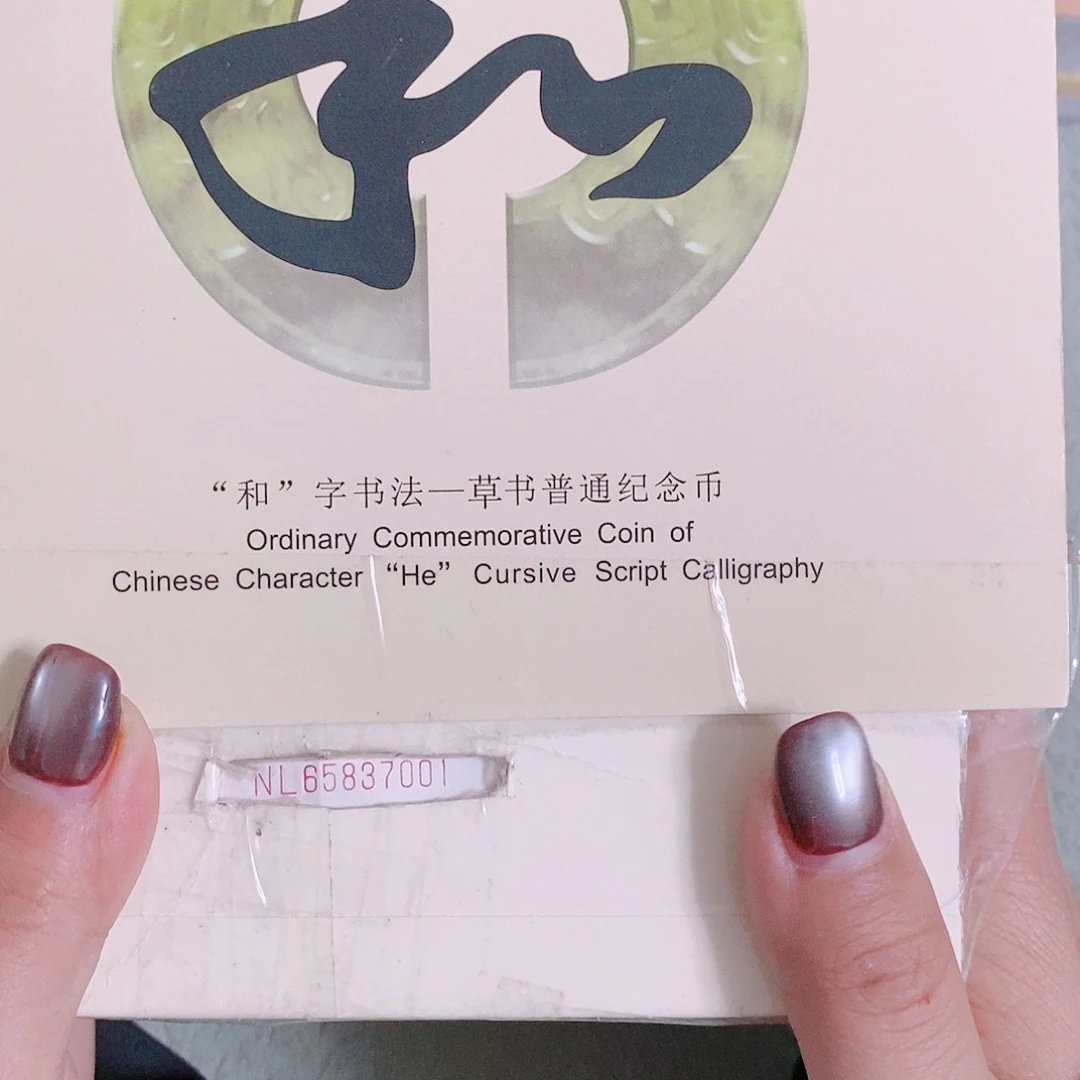 和
“和”字书法—草书普通纪念币
Ordinary Commemorative Coin of
Chinese Character “He” Cursive Script Calligraphy
NL65837001